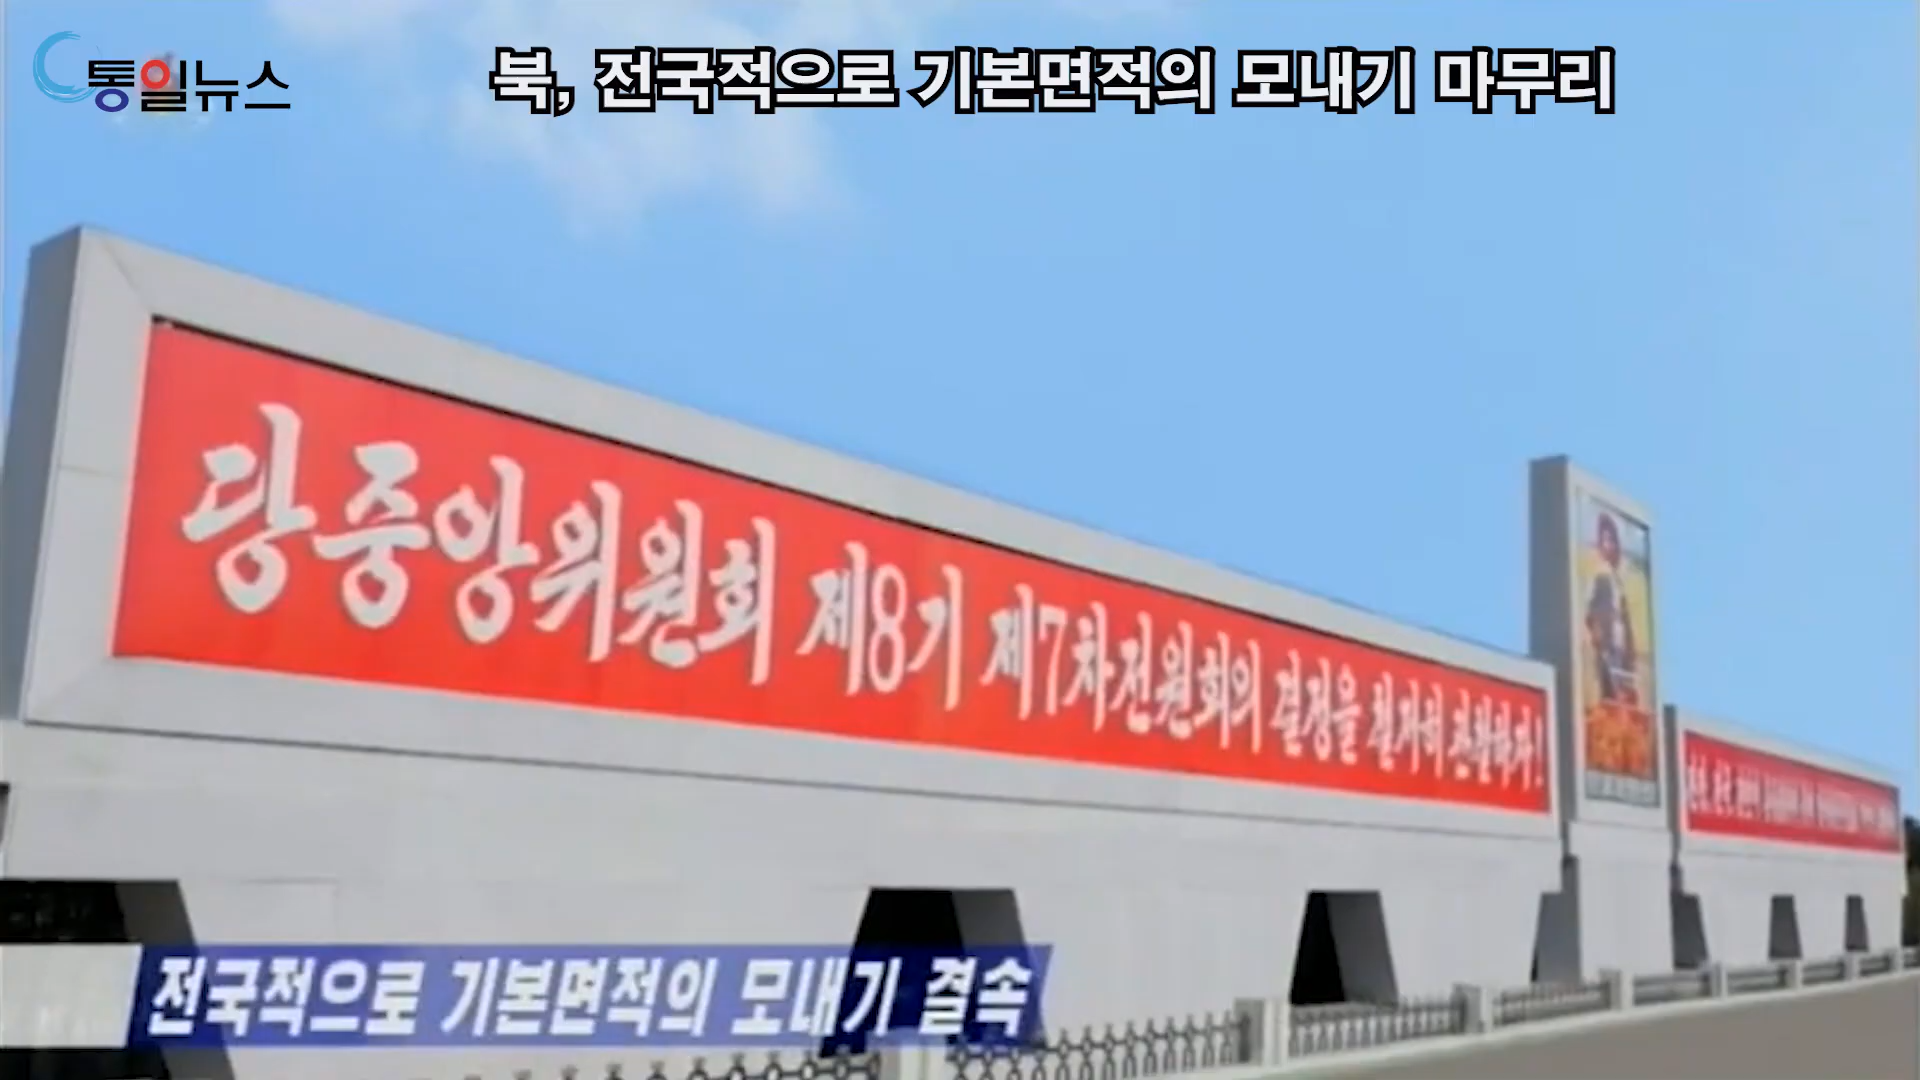 통일뉴스
북, 전국적으로 기본면적의 모내기 마무리
당중앙위원회 제8기 제7차전원회의 결정을 철저히 관철하자!
전국적으로 기본면적의 모내기 결속